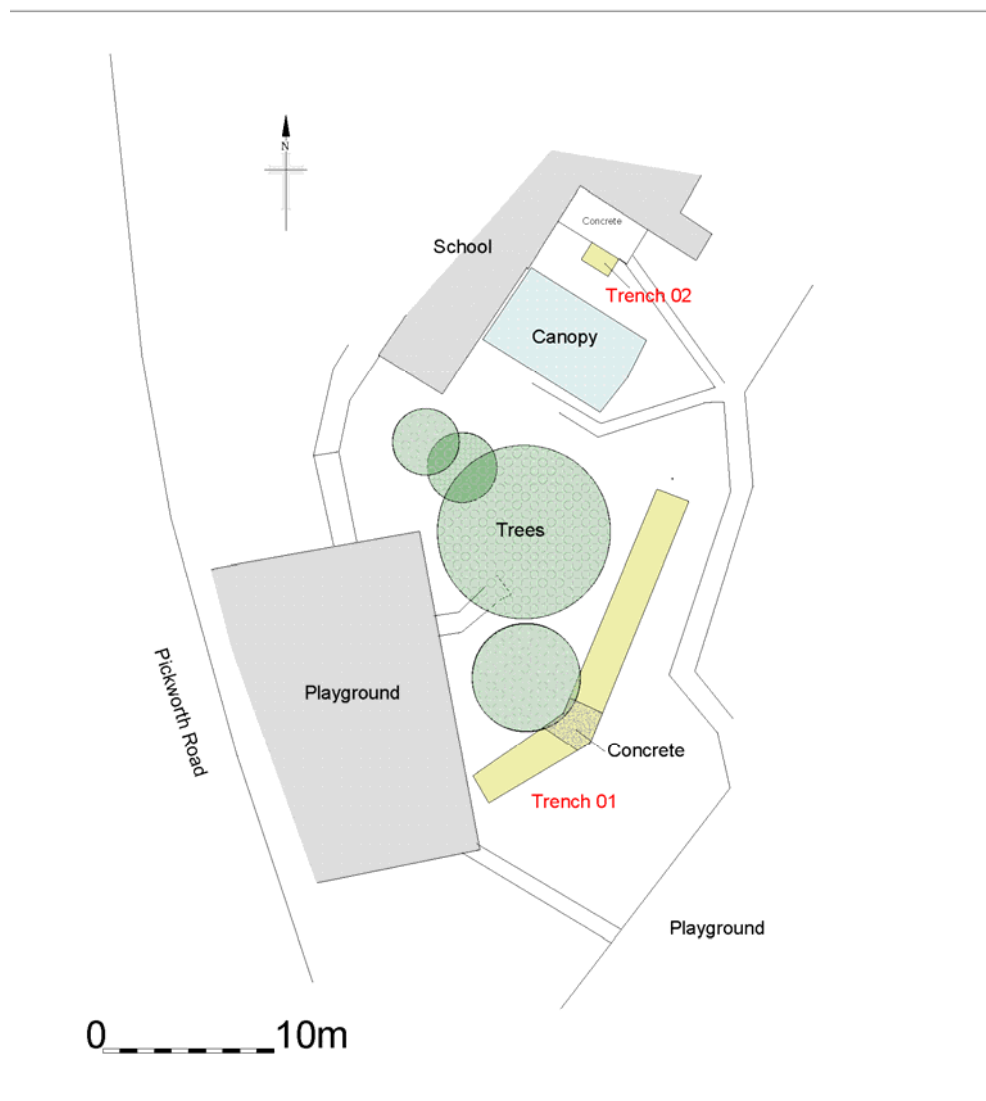 N
Concrete
School
Trench 02
Canopy
Trees
Pickworth Road
Playground
Concrete
Trench 01
Playground
0 10m